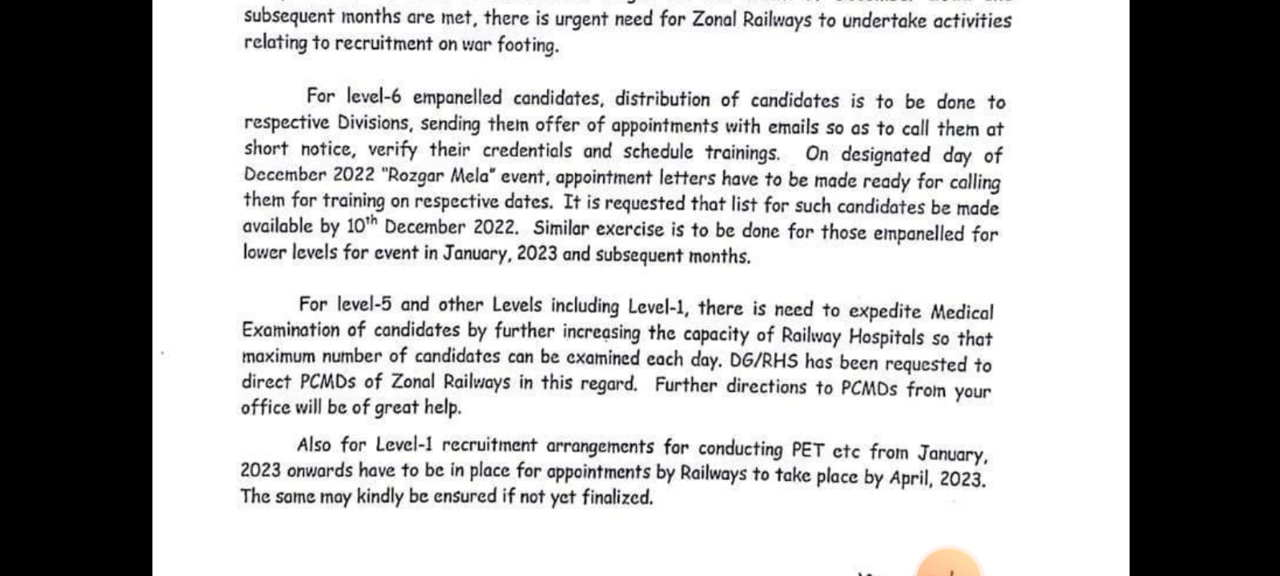 subsequent months are met, there is urgent need for Zonal Railways to undertake activities
relating to recruitment on war footing.
For level-6 empanelled candidates, distribution of candidates is to be done to
respective Divisions, sending them offer of appointments with emails so as to call them at
short notice, verify their credentials and schedule trainings. On designated day of
December 2022 "Rozgar Mela" event, appointment letters have to be made ready for calling
them for training on respective dates. It is requested that list for such candidates be made
available by 10th December 2022. Similar exercise is to be done for those empanelled for
lower levels for event in January, 2023 and subsequent months.
For level-5 and other Levels including Level-1, there is need to expedite Medical
Examination of candidates by further increasing the capacity of Railway Hospitals so that
maximum number of candidates can be examined each day. DG/RHS has been requested to
direct PCMDs of Zonal Railways in this regard. Further directions to PCMDs from your
office will be of great help.
Also for Level-1 recruitment arrangements for conducting PET etc from January,
2023 onwards have to be in place for appointments by Railways to take place by April, 2023.
The same may kindly be ensured if not yet finalized.